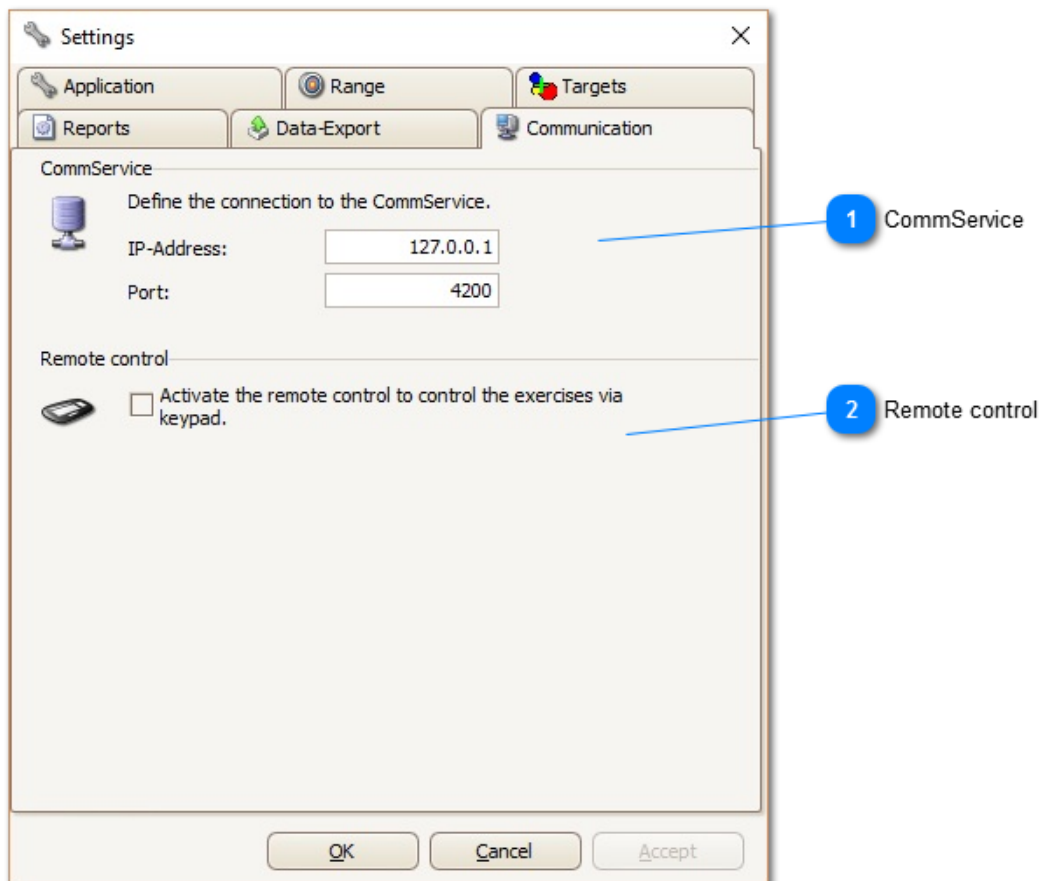 Settings
Application
Range
Targets
Reports
Data-Export
Communication
CommService
Define the connection to the CommService.
IP-Address:
127.0.0.1
Port:
4200
1 CommService
Remote control
Activate the remote control to control the exercises via
keypad.
2 Remote control
OK
Cancel
Accept